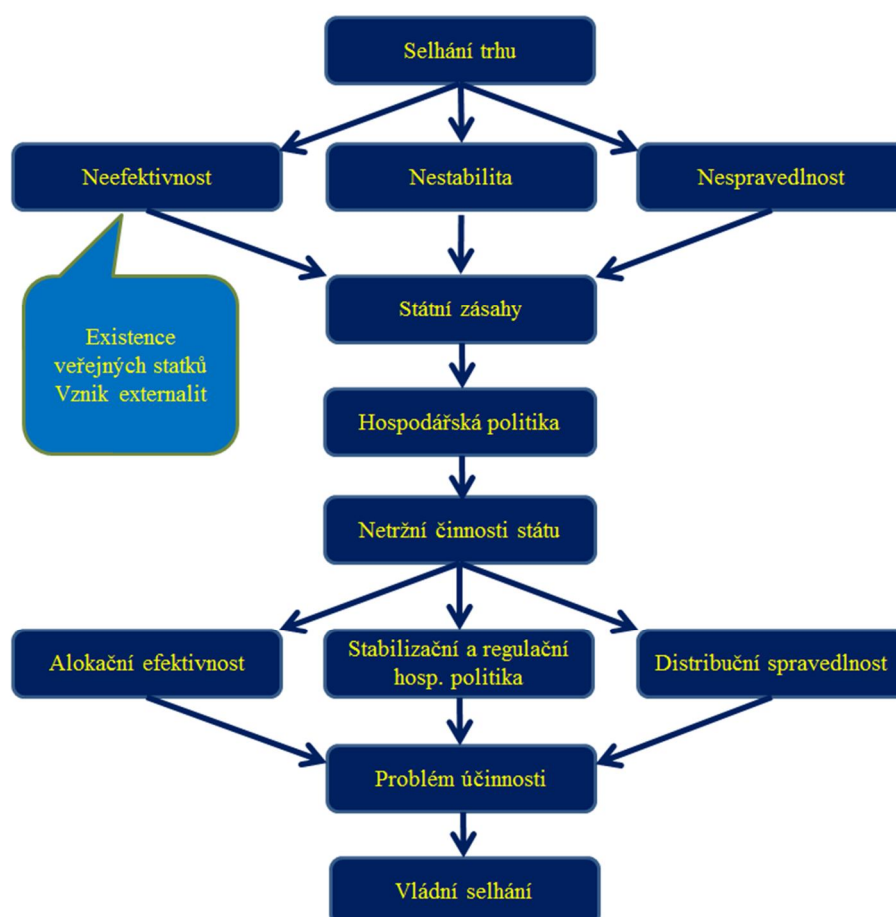 Selhání trhu
Neefektivnost
Nestabilita
Nespravedlnost
Existence
veřejných statků
Vznik externalit
Státní zásahy
Hospodářská politika
Netržní činnosti státu
Alokační efektivnost
Stabilizační a regulační
hosp. politika
Distribuční spravedlnost
Problém účinnosti
Vládní selhání